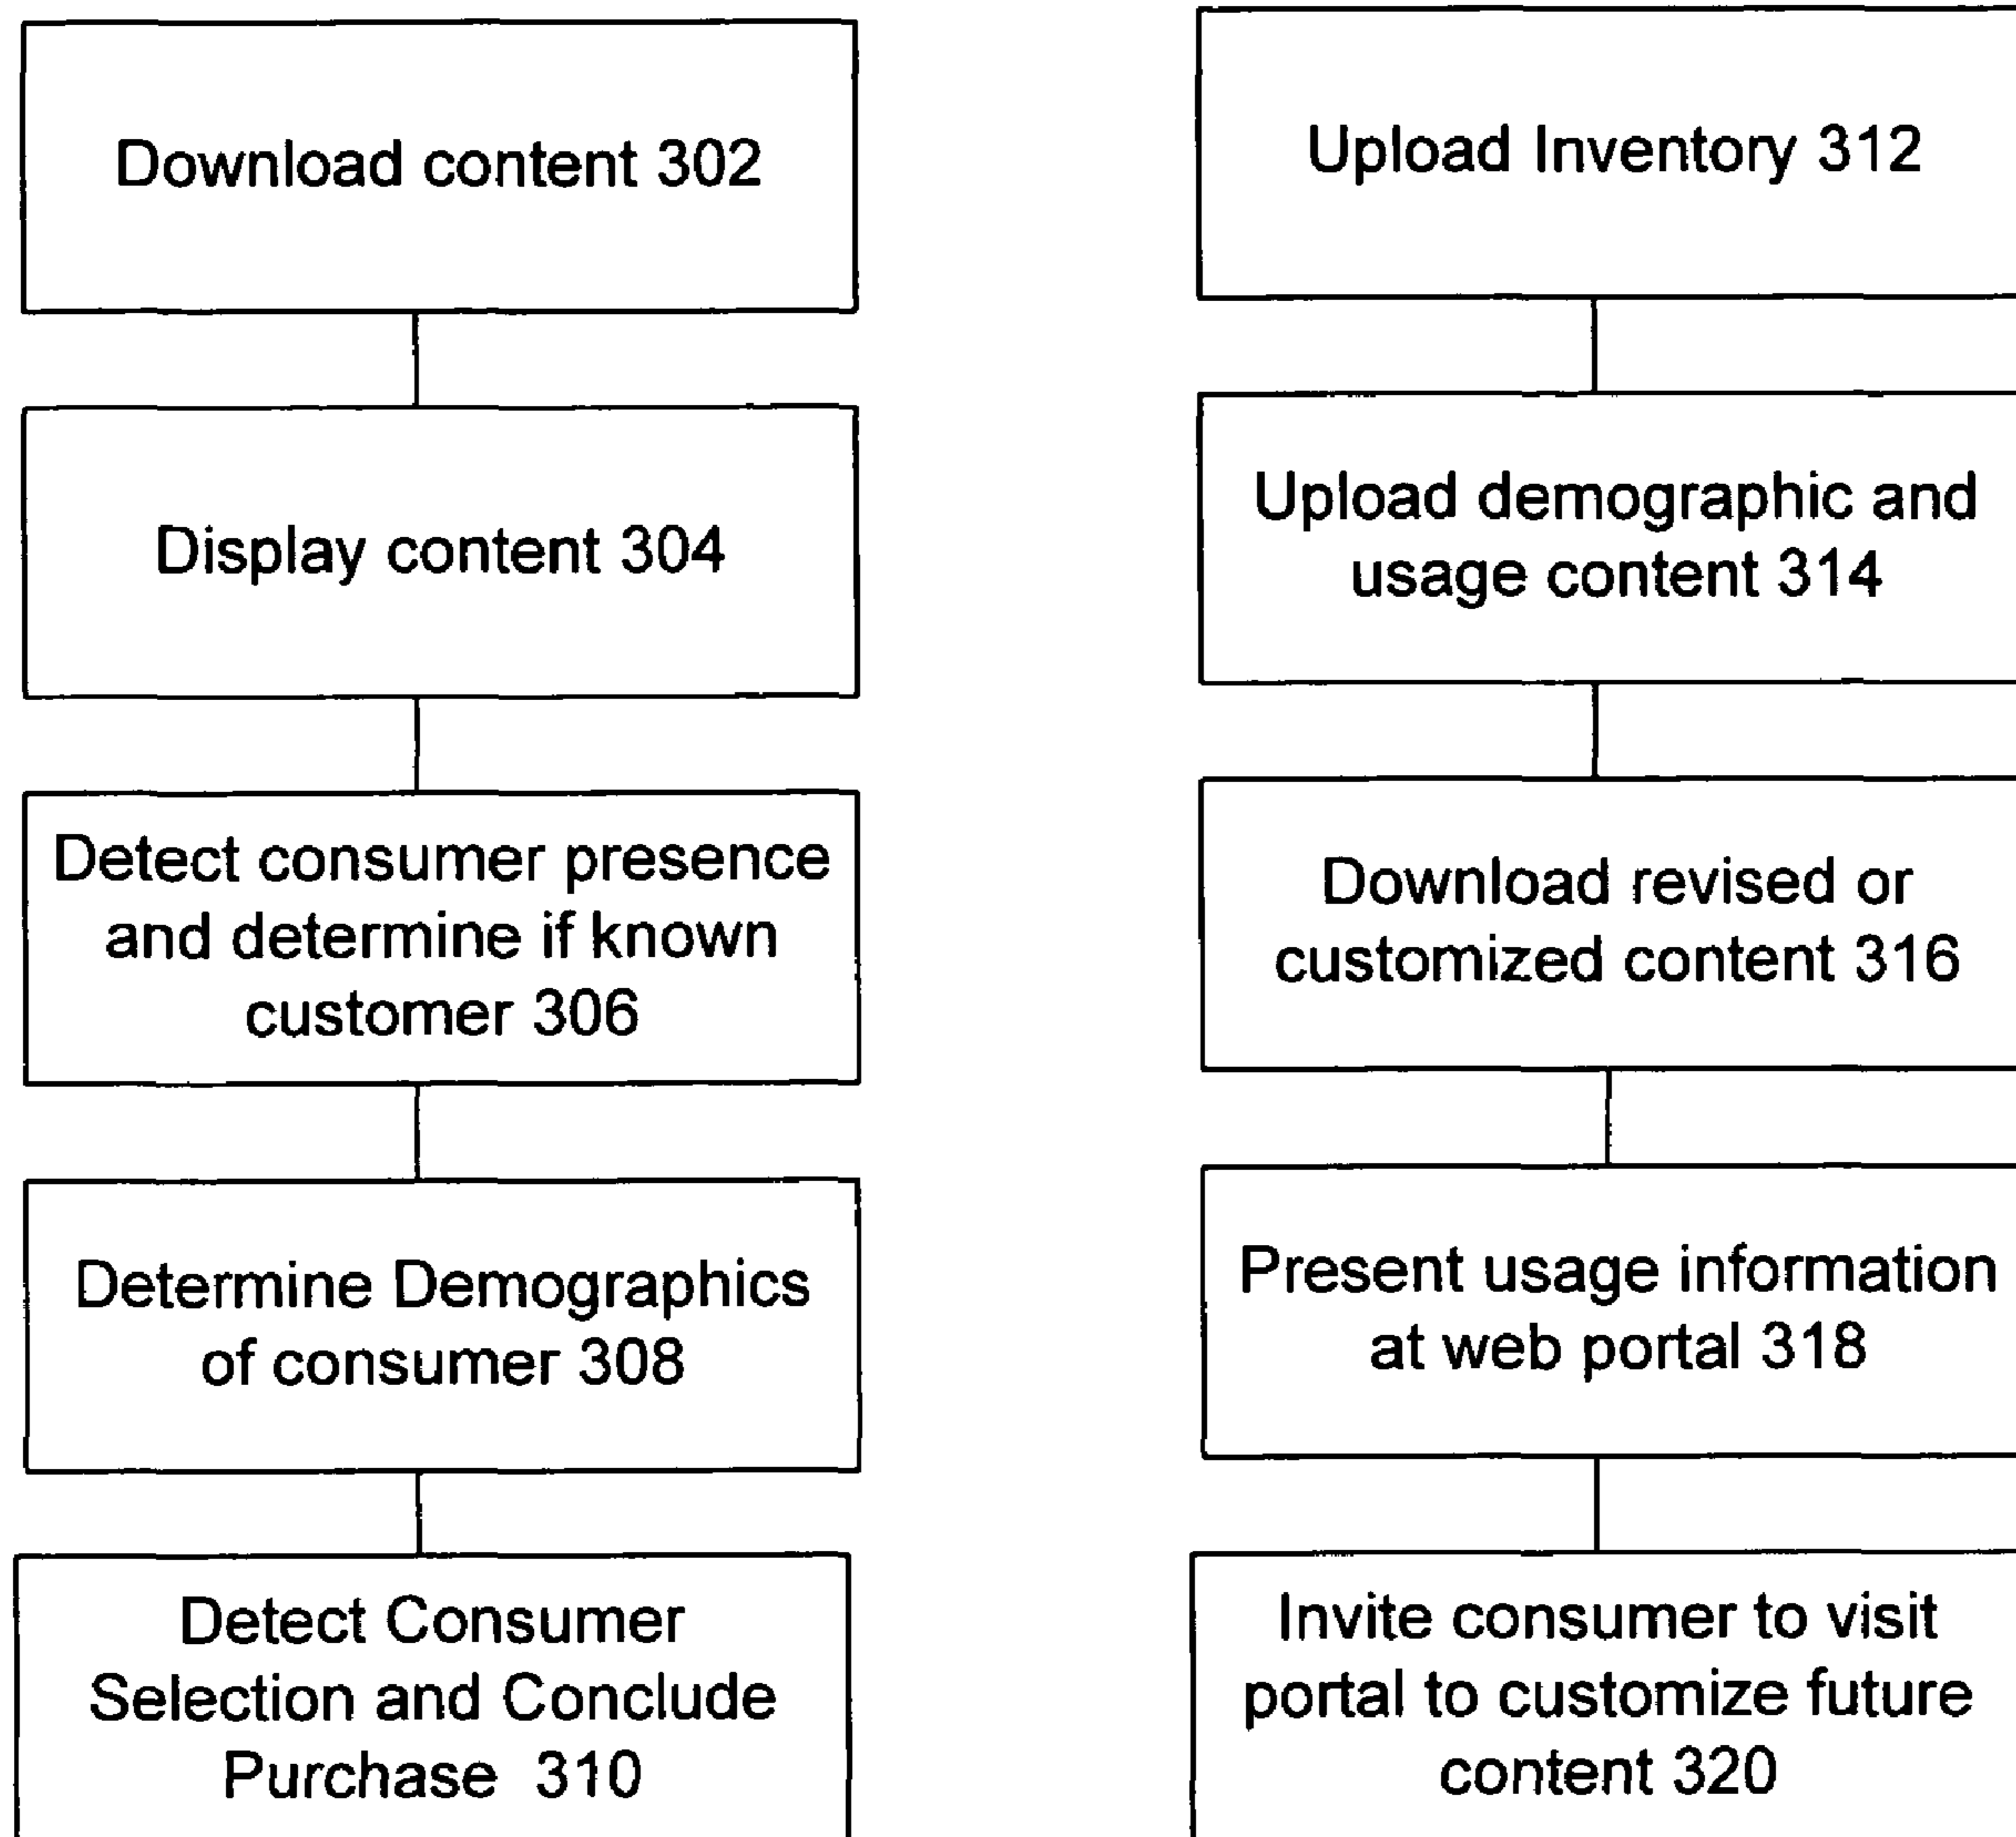 Download content 302
Display content 304
Detect consumer presence
and determine if known
customer 306
Determine Demographics
of consumer 308
Detect Consumer
Selection and Conclude
Purchase 310
Upload Inventory 312
Upload demographic and
usage content 314
Download revised or
customized content 316
Present usage information
at web portal 318
Invite consumer to visit
portal to customize future
content 320